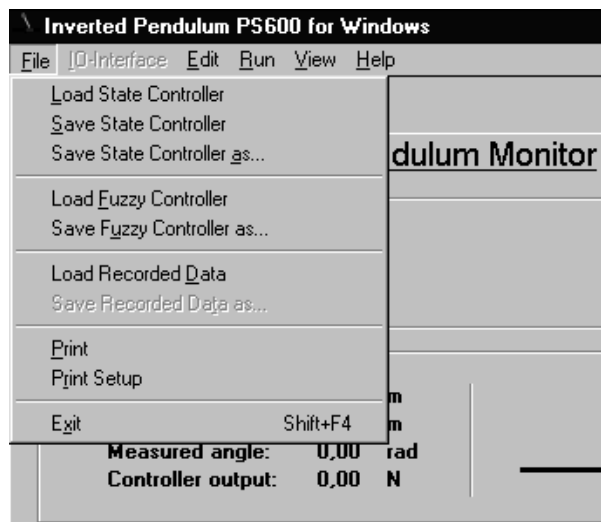 Inverted Pendulum PS600 for Windows
File IO-Interface Edit Run View Help
Load State Controller
Save State Controller
Save State Controller as...
dulum Monitor
Load Fuzzy Controller
Save Fuzzy Controller as...
Load Recorded Data
Save Recorded Data as...
Print
Print Setup
m
Exit Shift+F4 m
Measured angle: 0,00 rad
Controller output: 0,00 N